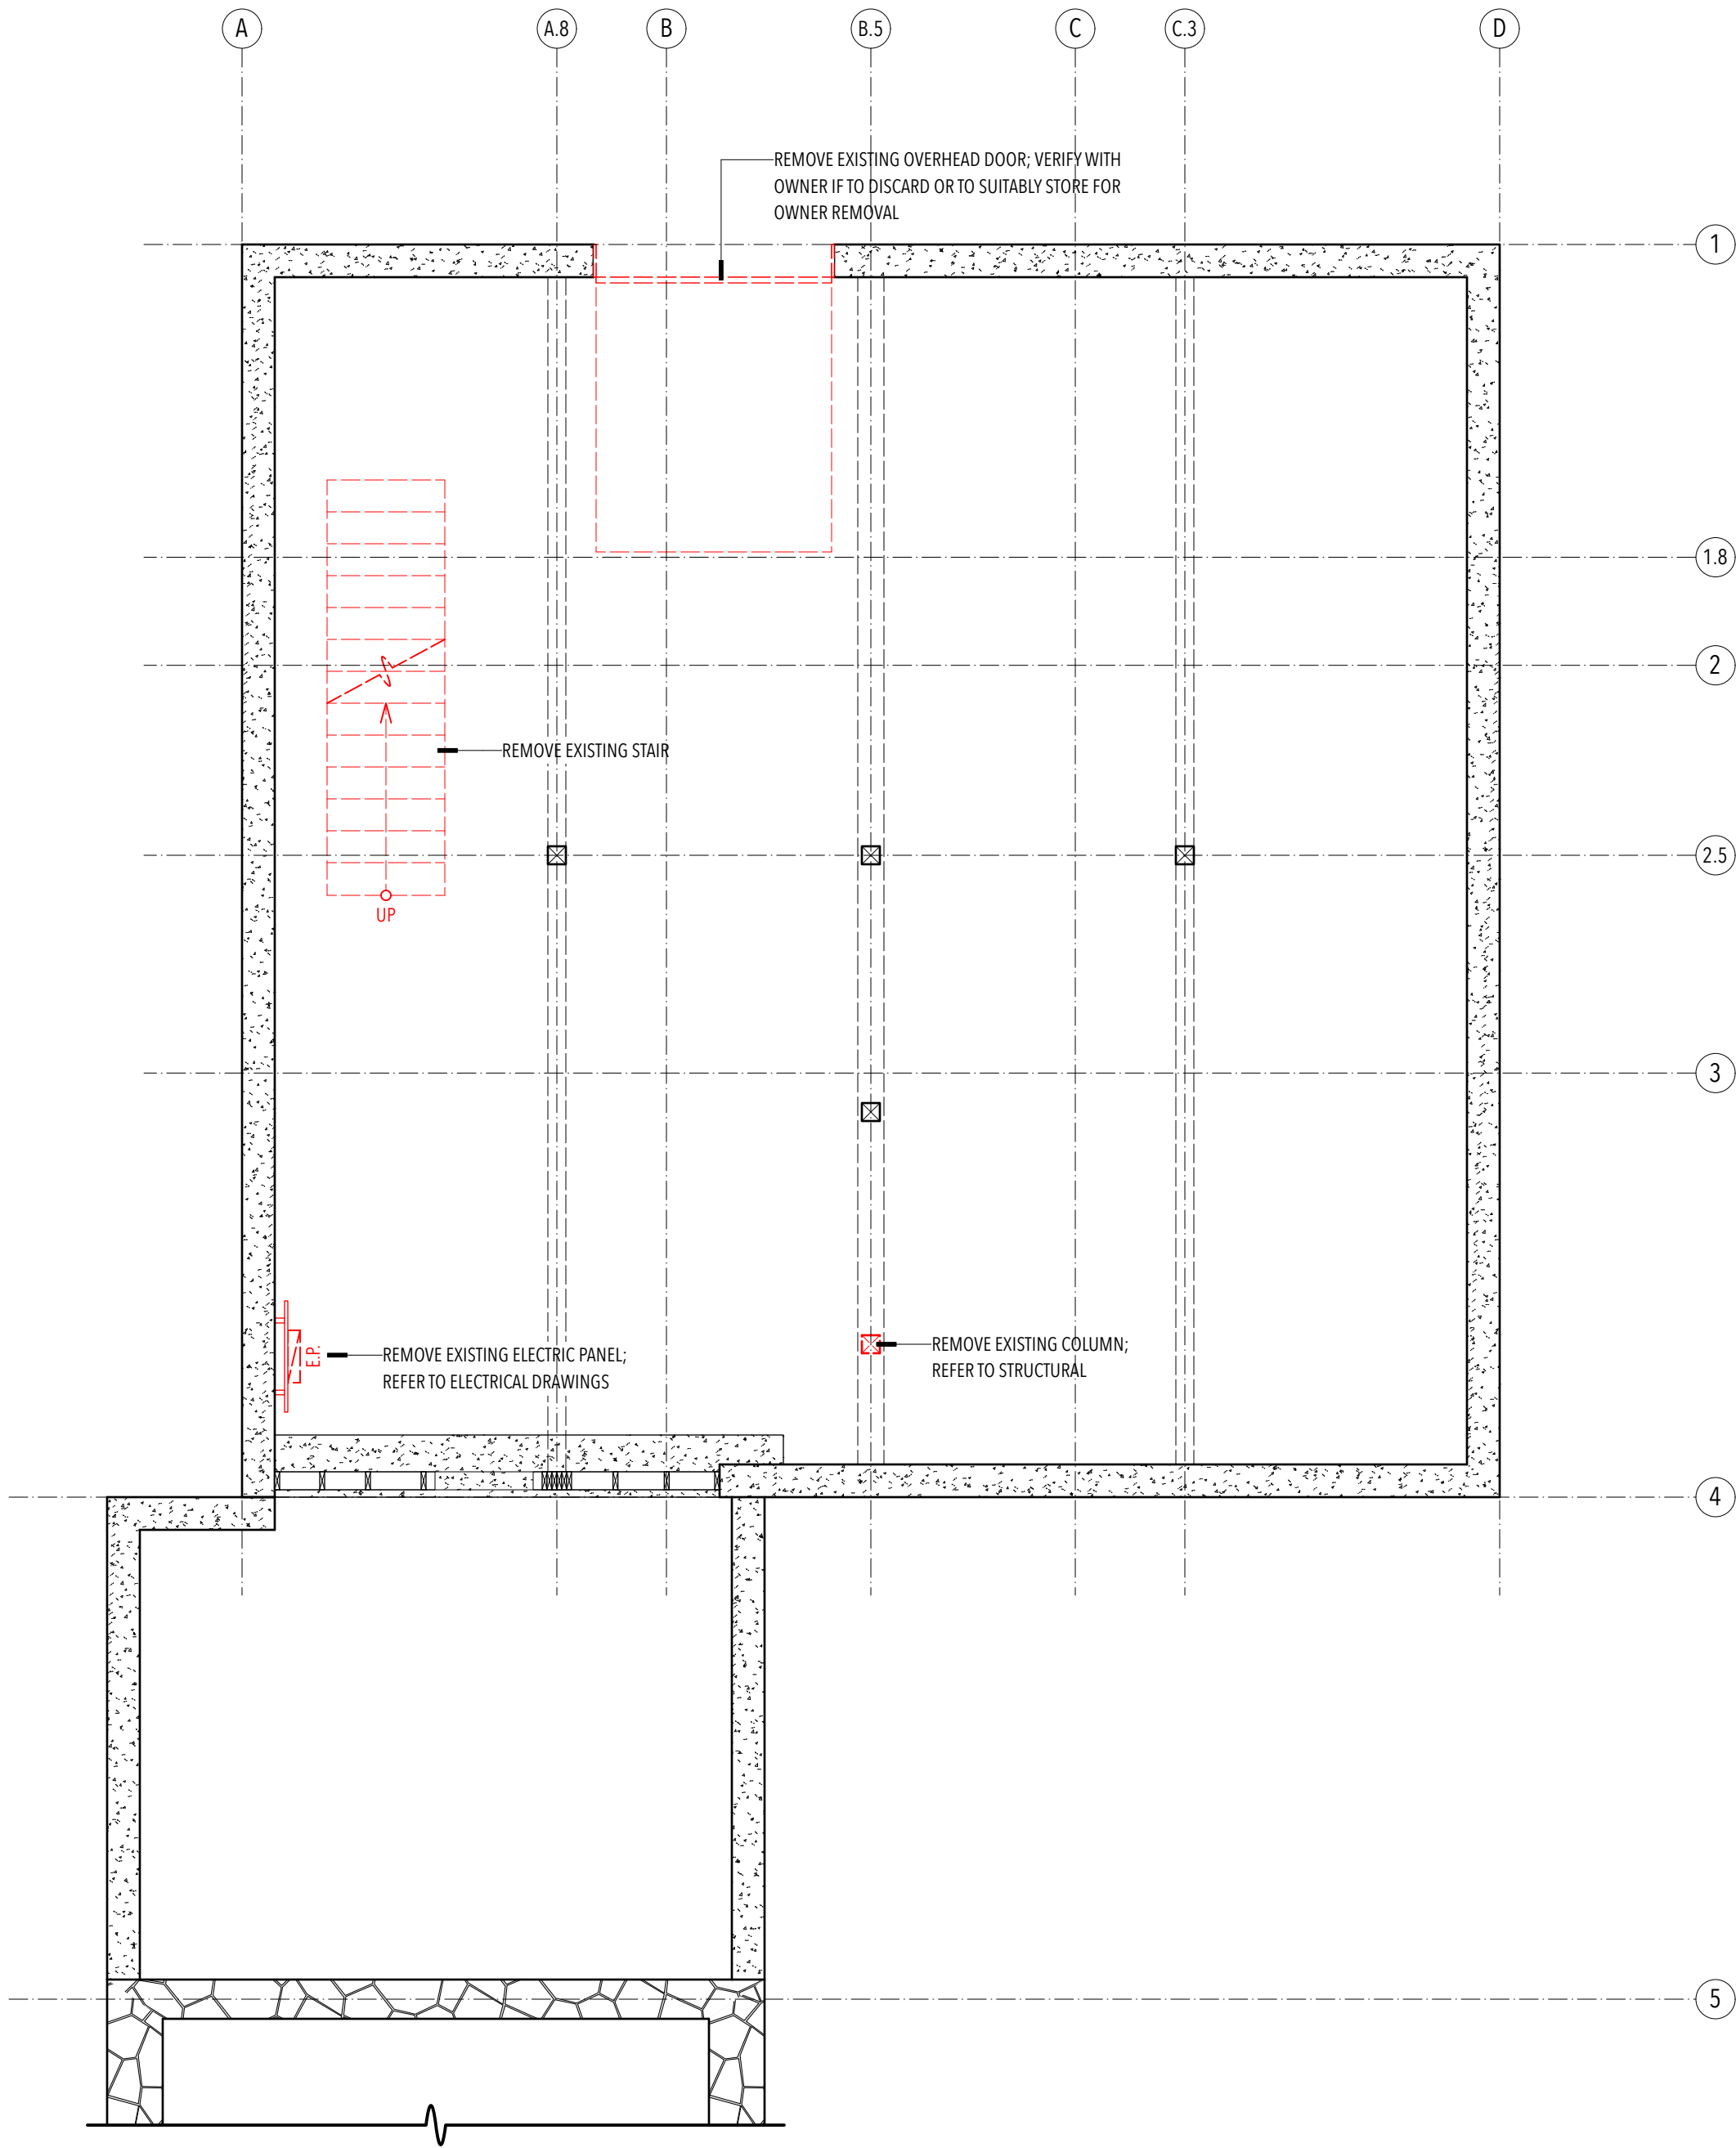 A
A.8
B
B.5
C
C.3
D
REMOVE EXISTING OVERHEAD DOOR; VERIFY WITH
OWNER IF TO DISCARD OR TO SUITABLY STORE FOR
OWNER REMOVAL
1
1.8
2
REMOVE EXISTING STAIR
2.5
UP
3
E.P.
REMOVE EXISTING ELECTRIC PANEL;
REFER TO ELECTRICAL DRAWINGS
REMOVE EXISTING COLUMN;
REFER TO STRUCTURAL
4
5